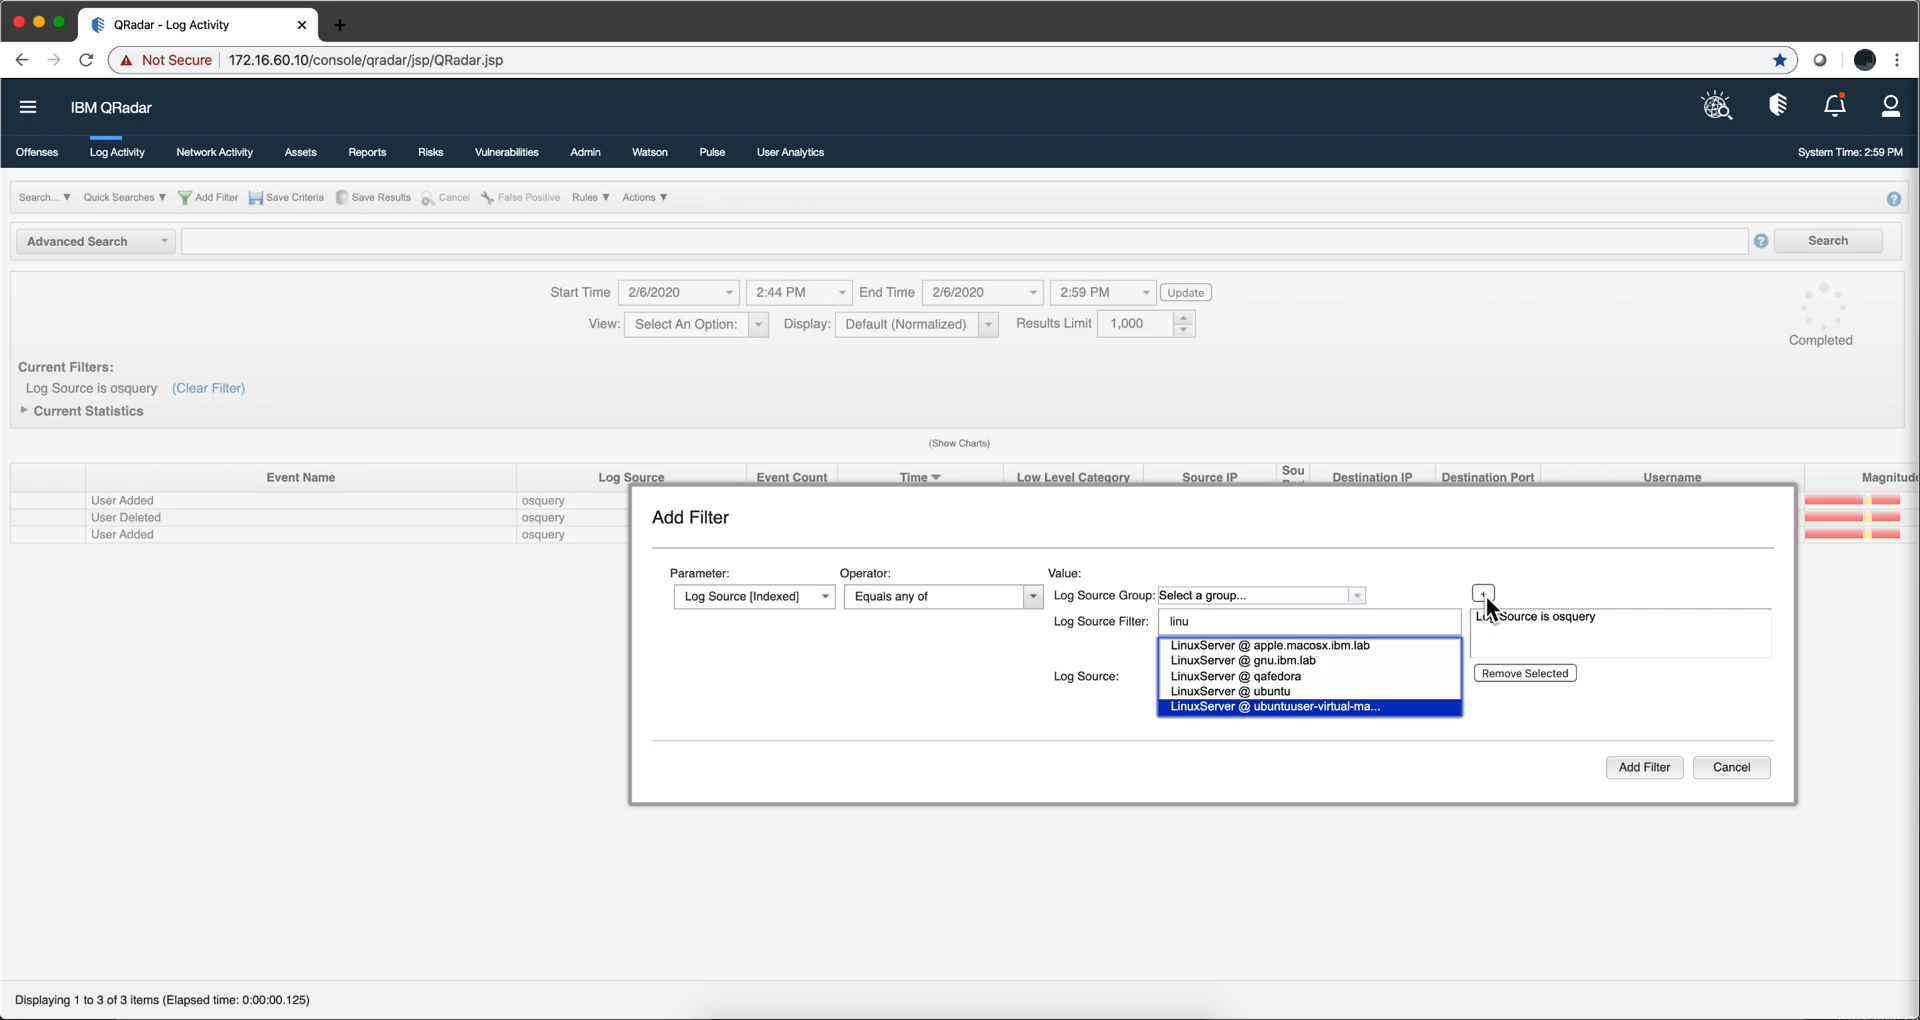 QRadar - Log Activity
Not Secure 172.16.60.10/console/qradar/jsp/QRadar.jsp
IBM QRadar
Offenses Log Activity Network Activity Assets Reports Risks Vulnerabilities Admin Watson Pulse User Analytics System Time: 2:59 PM
Search... Quick Searches Add Filter Save Criteria Save Results Cancel False Positive Rules Actions
Advanced Search Search
Start Time 2/6/2020 2:44 PM End Time 2/6/2020 2:59 PM Update
View: Select An Option: Display: Default (Normalized) Results Limit 1,000
Completed
Current Filters:
Log Source is osquery (Clear Filter)
Current Statistics
(Show Charts)
Event Name Log Source Event Count Time Low Level Category Source IP Sou Destination IP Destination Port Username Magnitude
User Added osquery
User Deleted osquery
User Added osquery
Add Filter
Parameter: Operator: Value:
Log Source [Indexed] Equals any of Log Source Group: Select a group... +
Log Source Filter: linu
Log Source is osquery
LinuxServer @ apple.macosx.ibm.lab
LinuxServer @ gnu.ibm.lab
Log Source: LinuxServer @ qafedora Remove Selected
LinuxServer @ ubuntu
LinuxServer @ ubuntuuser-virtual-ma...
Add Filter Cancel
Displaying 1 to 3 of 3 items (Elapsed time: 0:00:00.125)